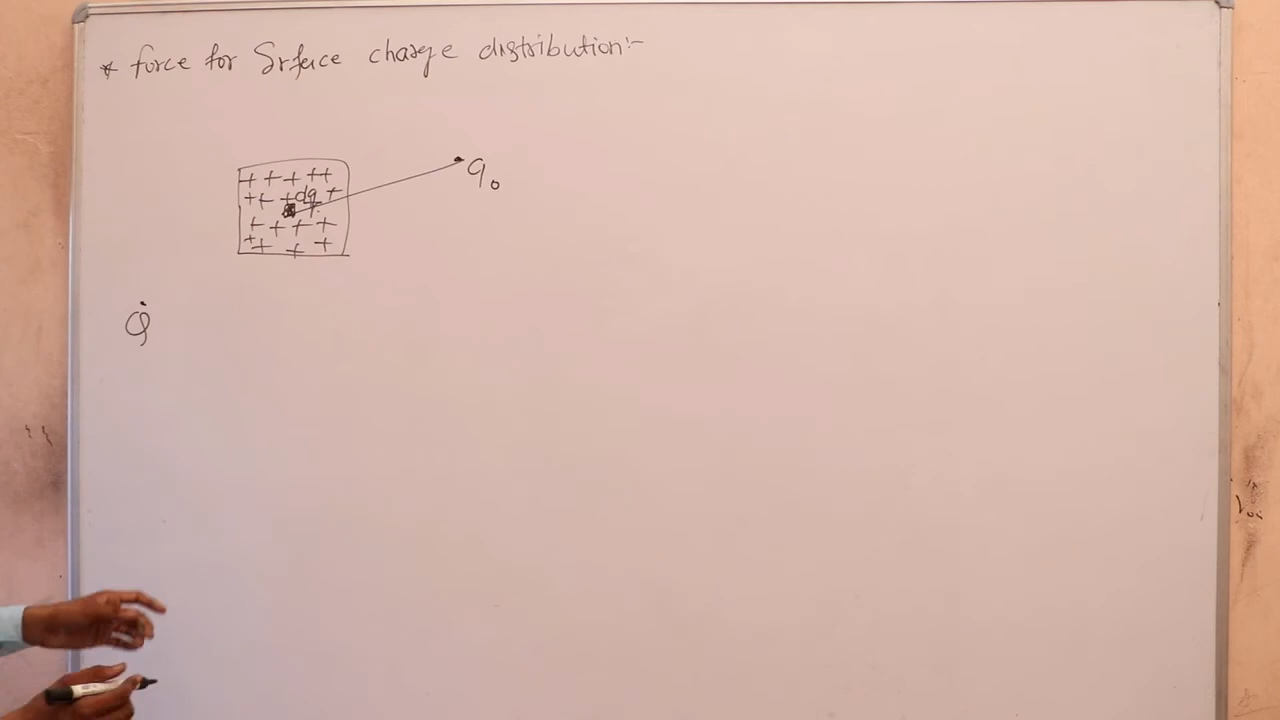 * force for Srface charge distribution:-
+ + + + +
+ + + dq +
+
q₀
+ + + +
+ + + +
Q